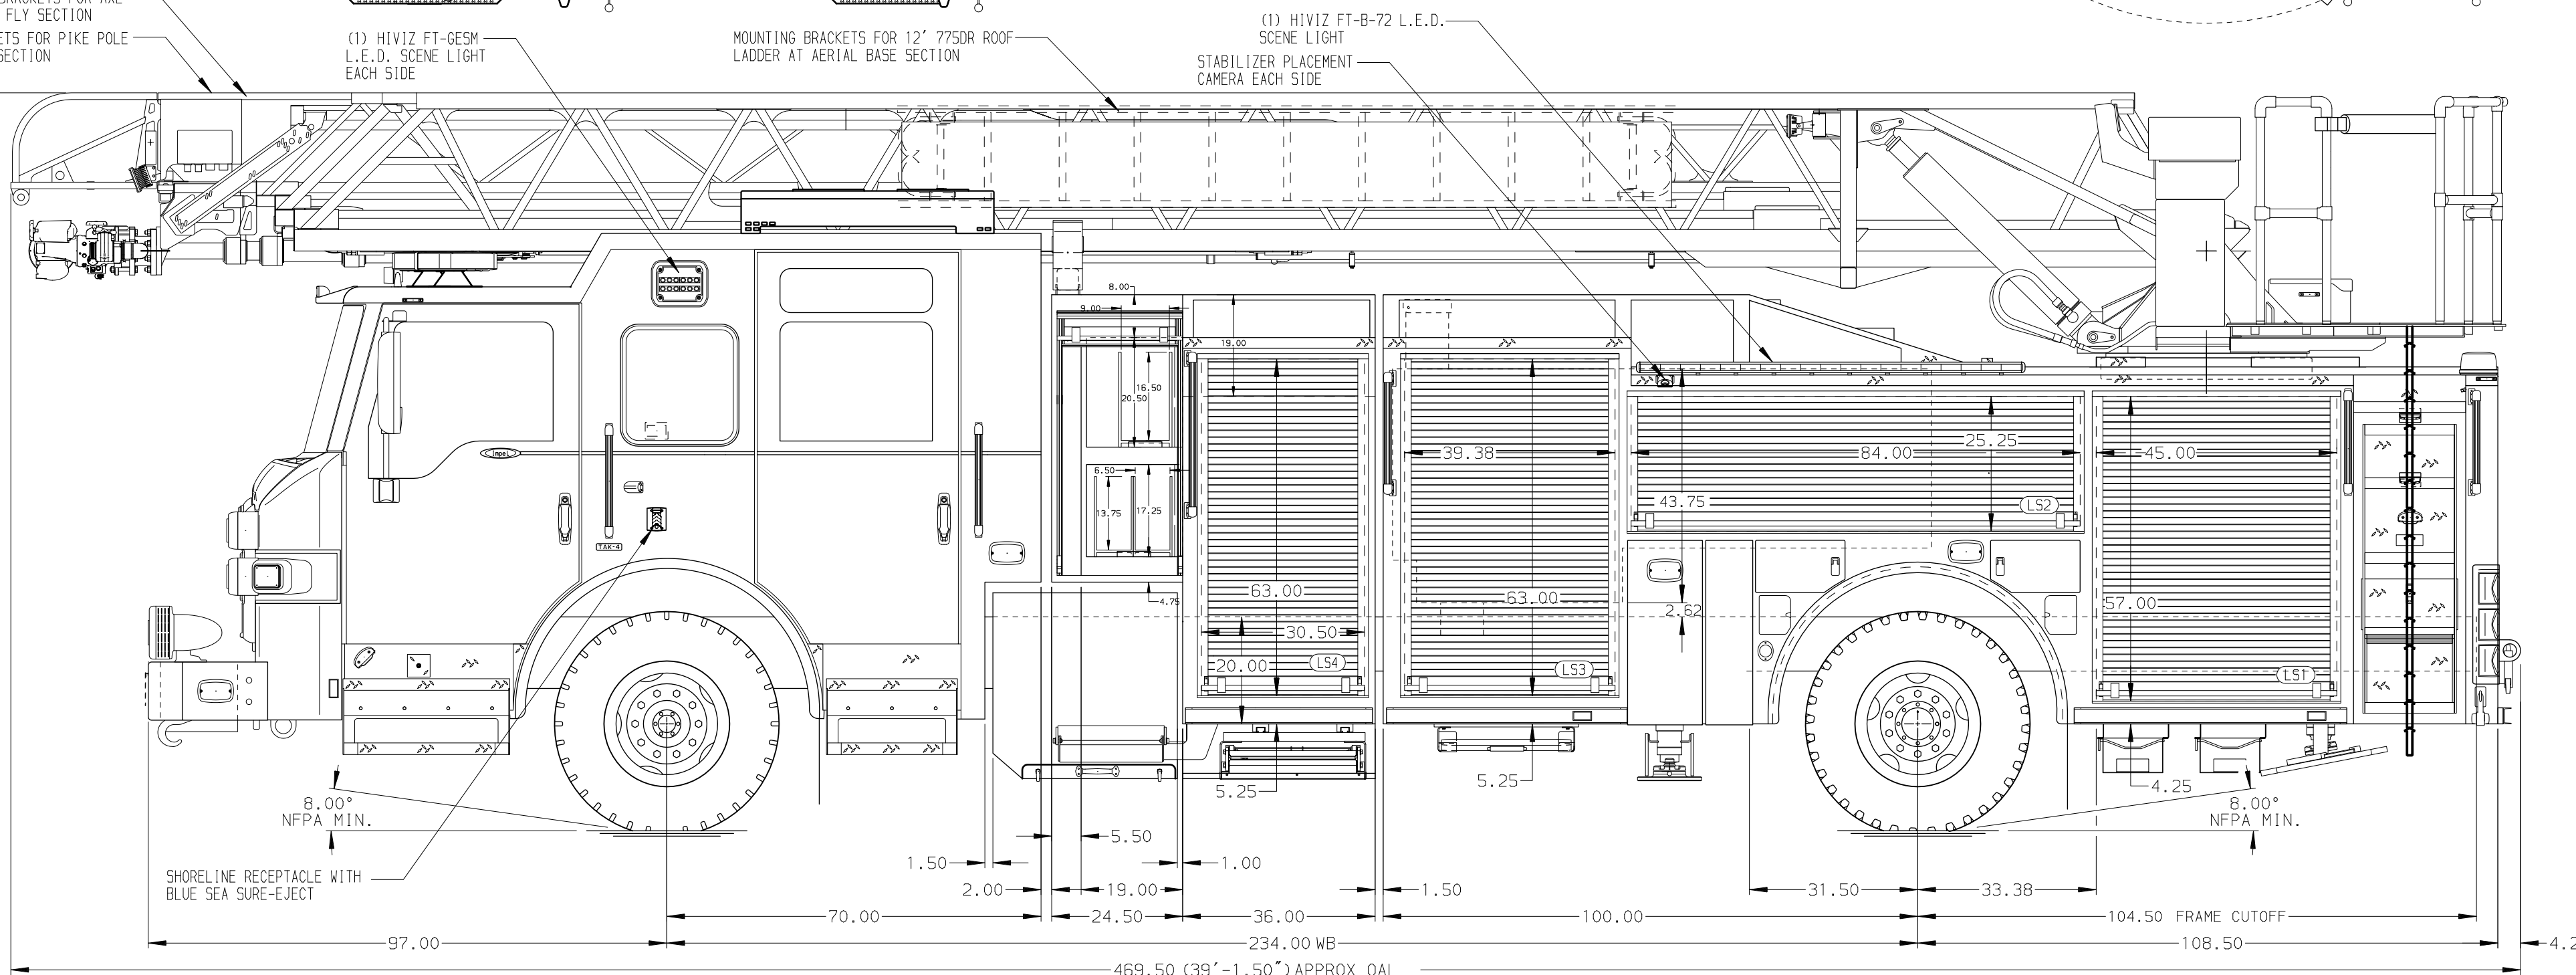 FLY SECTION
(1) HIVIZ FT-GESM
L.E.D. SCENE LIGHT
EACH SIDE
FOR PIKE POLE
SECTION
MOUNTING BRACKETS FOR 12' 775DR ROOF
LADDER AT AERIAL BASE SECTION
(1) HIVIZ FT-B-72 L.E.D.
SCENE LIGHT
STABILIZER PLACEMENT
CAMERA EACH SIDE
8.00
9.00
19.00
16.50
20.50
6.50
13.75
17.25
4.75
Impel
TAK-4
63.00
30.50
20.00
LS4
39.38
63.00
LS3
84.00
25.25
43.75
LS2
2.62
45.00
57.00
LS1
5.25
5.25
4.25
8.00°
NFPA MIN.
8.00°
NFPA MIN.
SHORELINE RECEPTACLE WITH
BLUE SEA SURE-EJECT
5.50
1.50
1.00
2.00
19.00
1.50
31.50
33.38
70.00
24.50
36.00
100.00
104.50 FRAME CUTOFF
97.00
234.00 WB
108.50
469.50 (39'-1.50") APPROX OAL